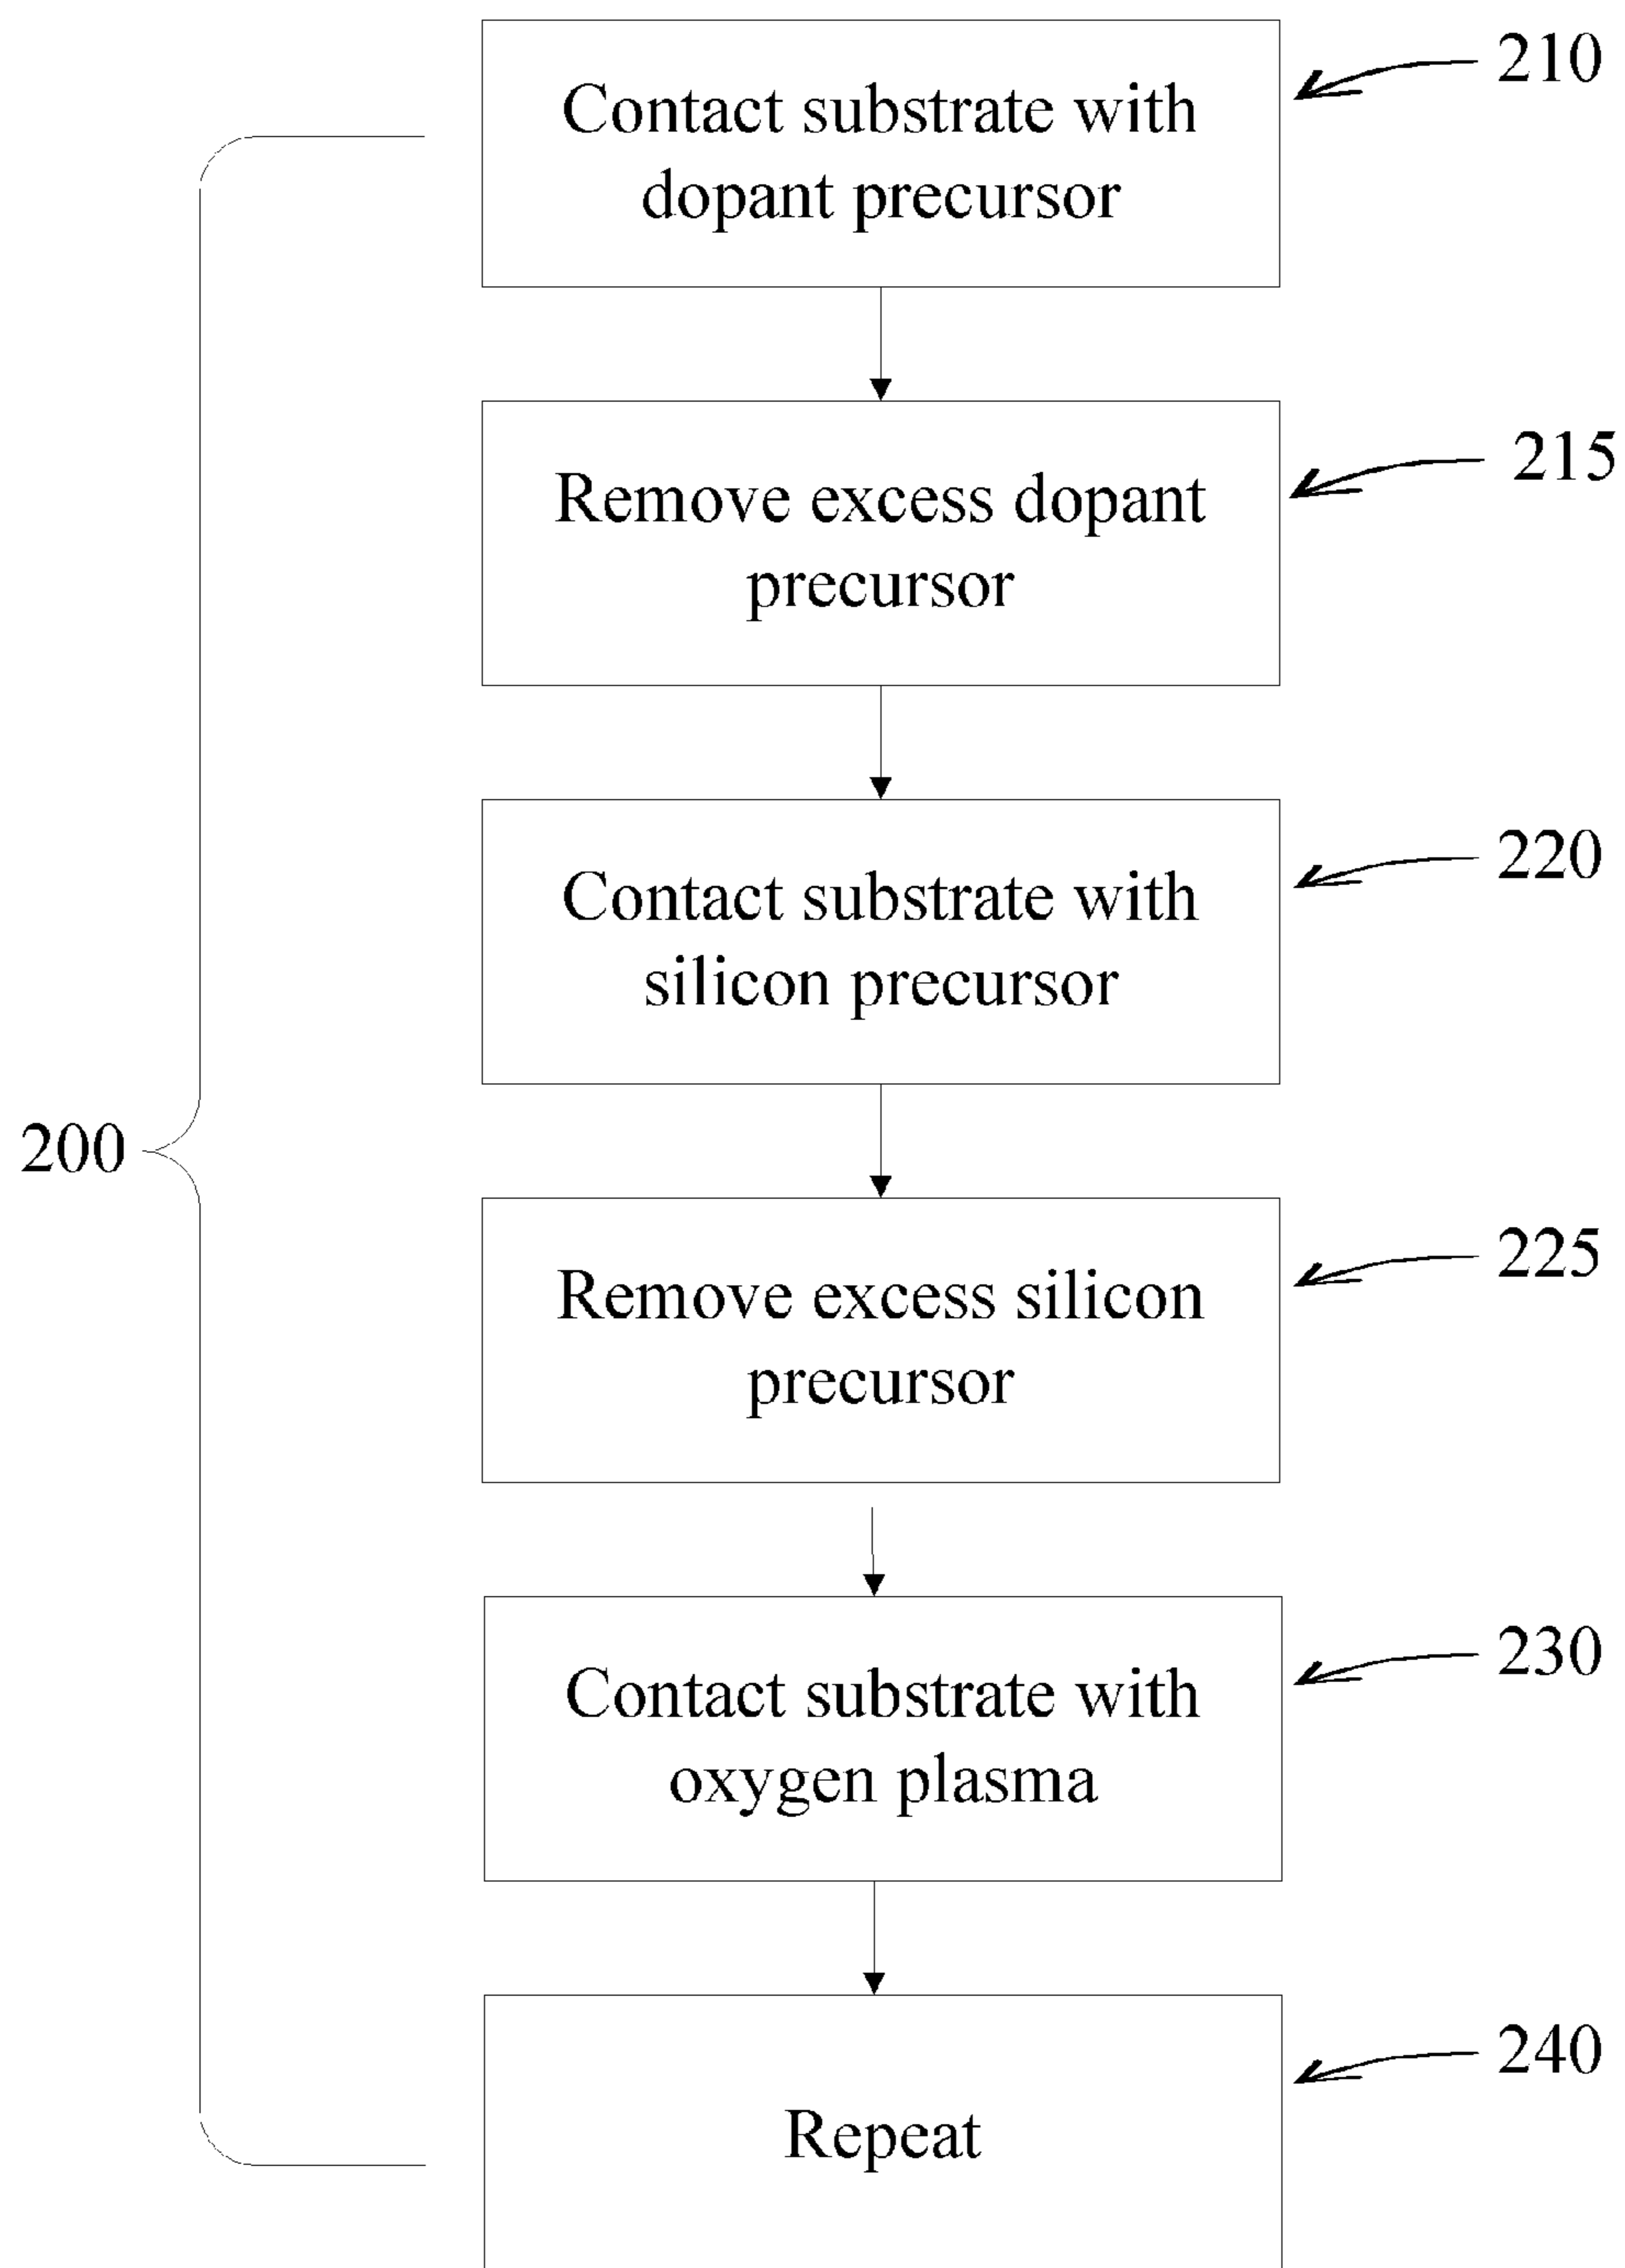 Contact substrate with
dopant precursor
210
Remove excess dopant
precursor
215
Contact substrate with
silicon precursor
220
200
Remove excess silicon
precursor
225
Contact substrate with
oxygen plasma
230
Repeat
240